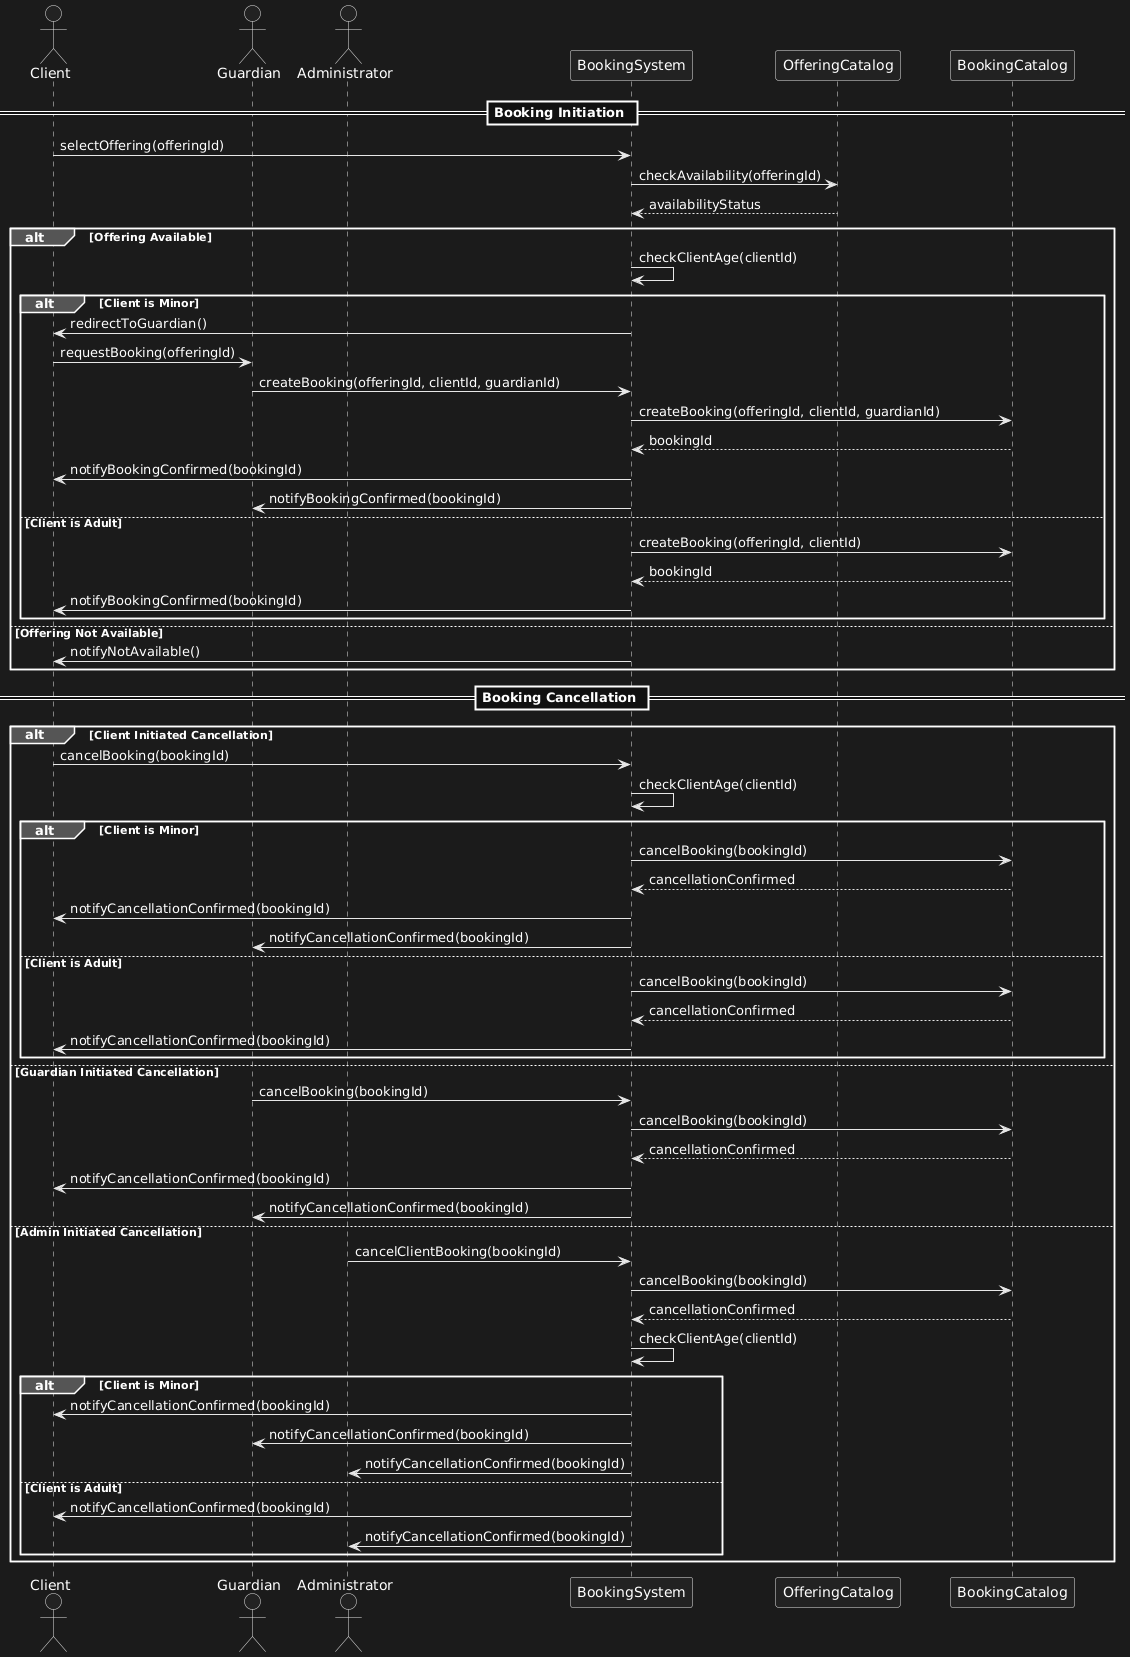 Client Guardian Administrator BookingSystem OfferingCatalog BookingCatalog
Booking Initiation
selectOffering(offeringId)
checkAvailability(offeringId)
availabilityStatus
alt [Offering Available]
checkClientAge(clientId)
alt [Client is Minor]
redirectToGuardian()
requestBooking(offeringId)
createBooking(offeringId, clientId, guardianId)
createBooking(offeringId, clientId, guardianId)
bookingId
notifyBookingConfirmed(bookingId)
notifyBookingConfirmed(bookingId)
[Client is Adult]
createBooking(offeringId, clientId)
bookingId
notifyBookingConfirmed(bookingId)
[Offering Not Available]
notifyNotAvailable()
Booking Cancellation
alt [Client Initiated Cancellation]
cancelBooking(bookingId)
checkClientAge(clientId)
alt [Client is Minor]
cancelBooking(bookingId)
cancellationConfirmed
notifyCancellationConfirmed(bookingId)
notifyCancellationConfirmed(bookingId)
[Client is Adult]
cancelBooking(bookingId)
cancellationConfirmed
notifyCancellationConfirmed(bookingId)
[Guardian Initiated Cancellation]
cancelBooking(bookingId)
cancelBooking(bookingId)
cancellationConfirmed
notifyCancellationConfirmed(bookingId)
notifyCancellationConfirmed(bookingId)
[Admin Initiated Cancellation]
cancelClientBooking(bookingId)
cancelBooking(bookingId)
cancellationConfirmed
checkClientAge(clientId)
alt [Client is Minor]
notifyCancellationConfirmed(bookingId)
notifyCancellationConfirmed(bookingId)
notifyCancellationConfirmed(bookingId)
[Client is Adult]
notifyCancellationConfirmed(bookingId)
notifyCancellationConfirmed(bookingId)
Client Guardian Administrator BookingSystem OfferingCatalog BookingCatalog